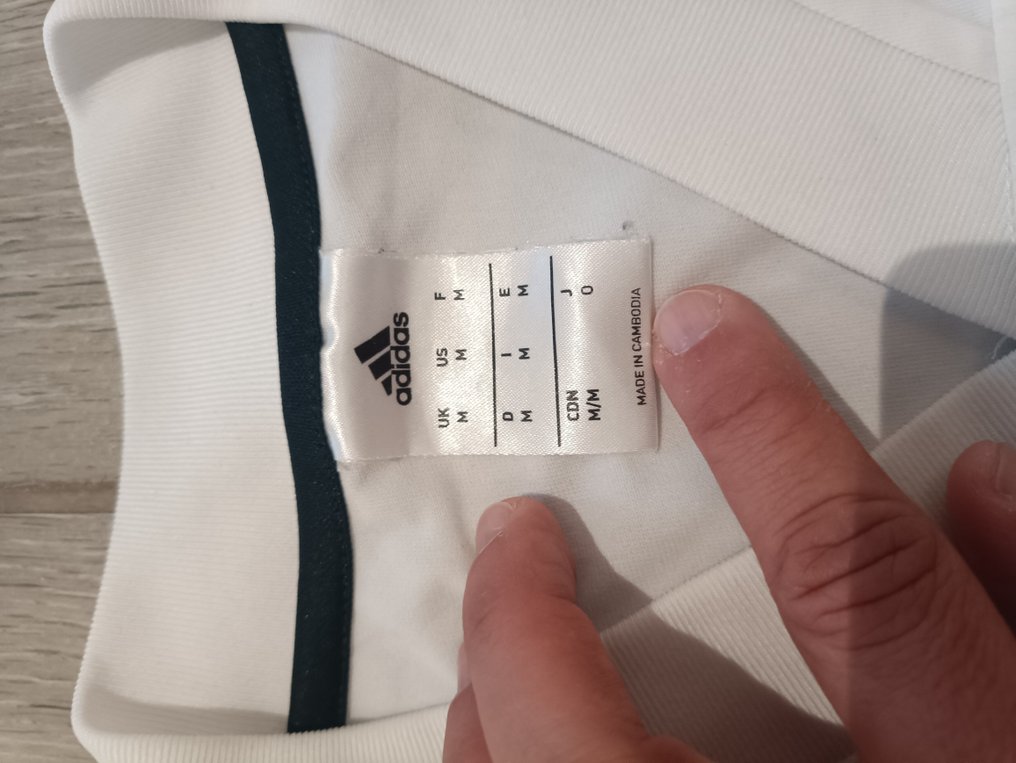 adidas
UK US F
M M M
D I E
M M M
CDN J
M/M O
MADE IN CAMBODIA